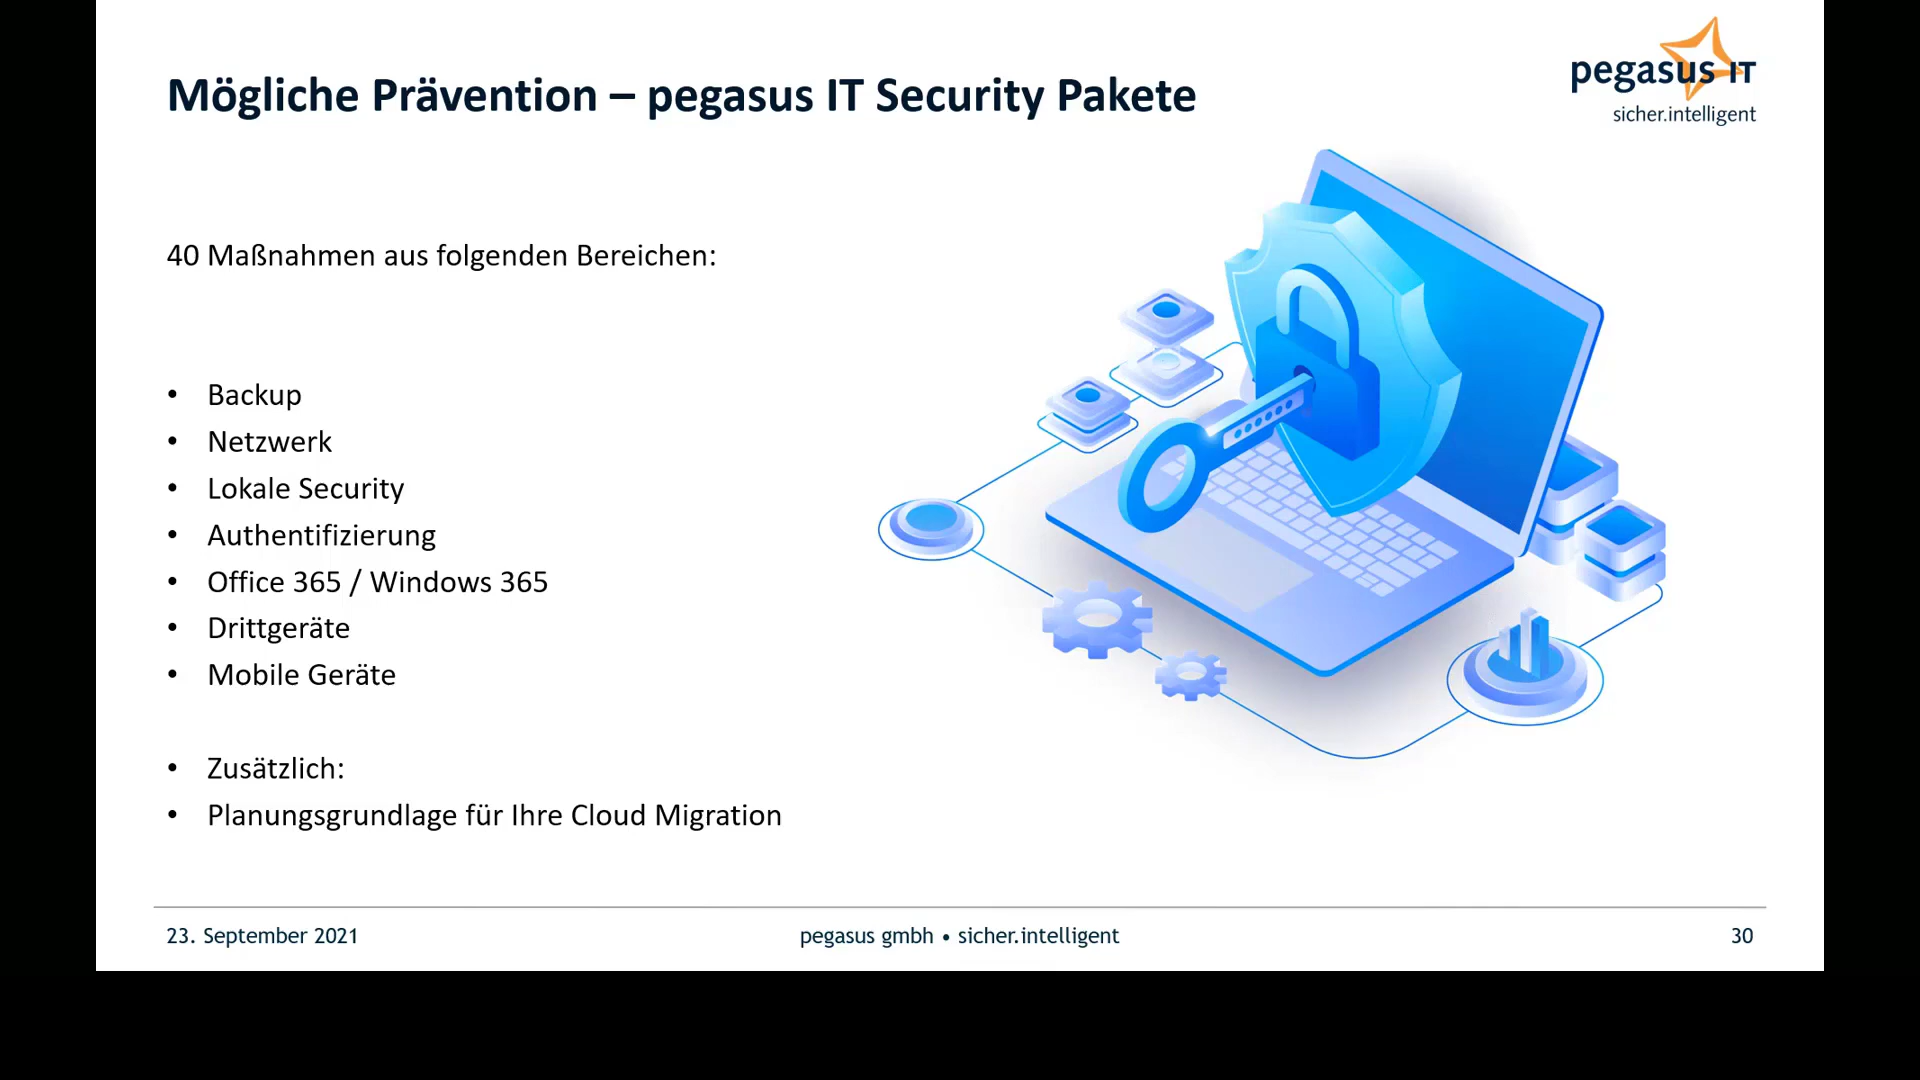 pegasus IT
sicher.intelligent
Mögliche Prävention – pegasus IT Security Pakete
40 Maßnahmen aus folgenden Bereichen:
• Backup
• Netzwerk
• Lokale Security
• Authentifizierung
• Office 365 / Windows 365
• Drittgeräte
• Mobile Geräte
• Zusätzlich:
• Planungsgrundlage für Ihre Cloud Migration
23. September 2021
pegasus gmbh • sicher.intelligent
30